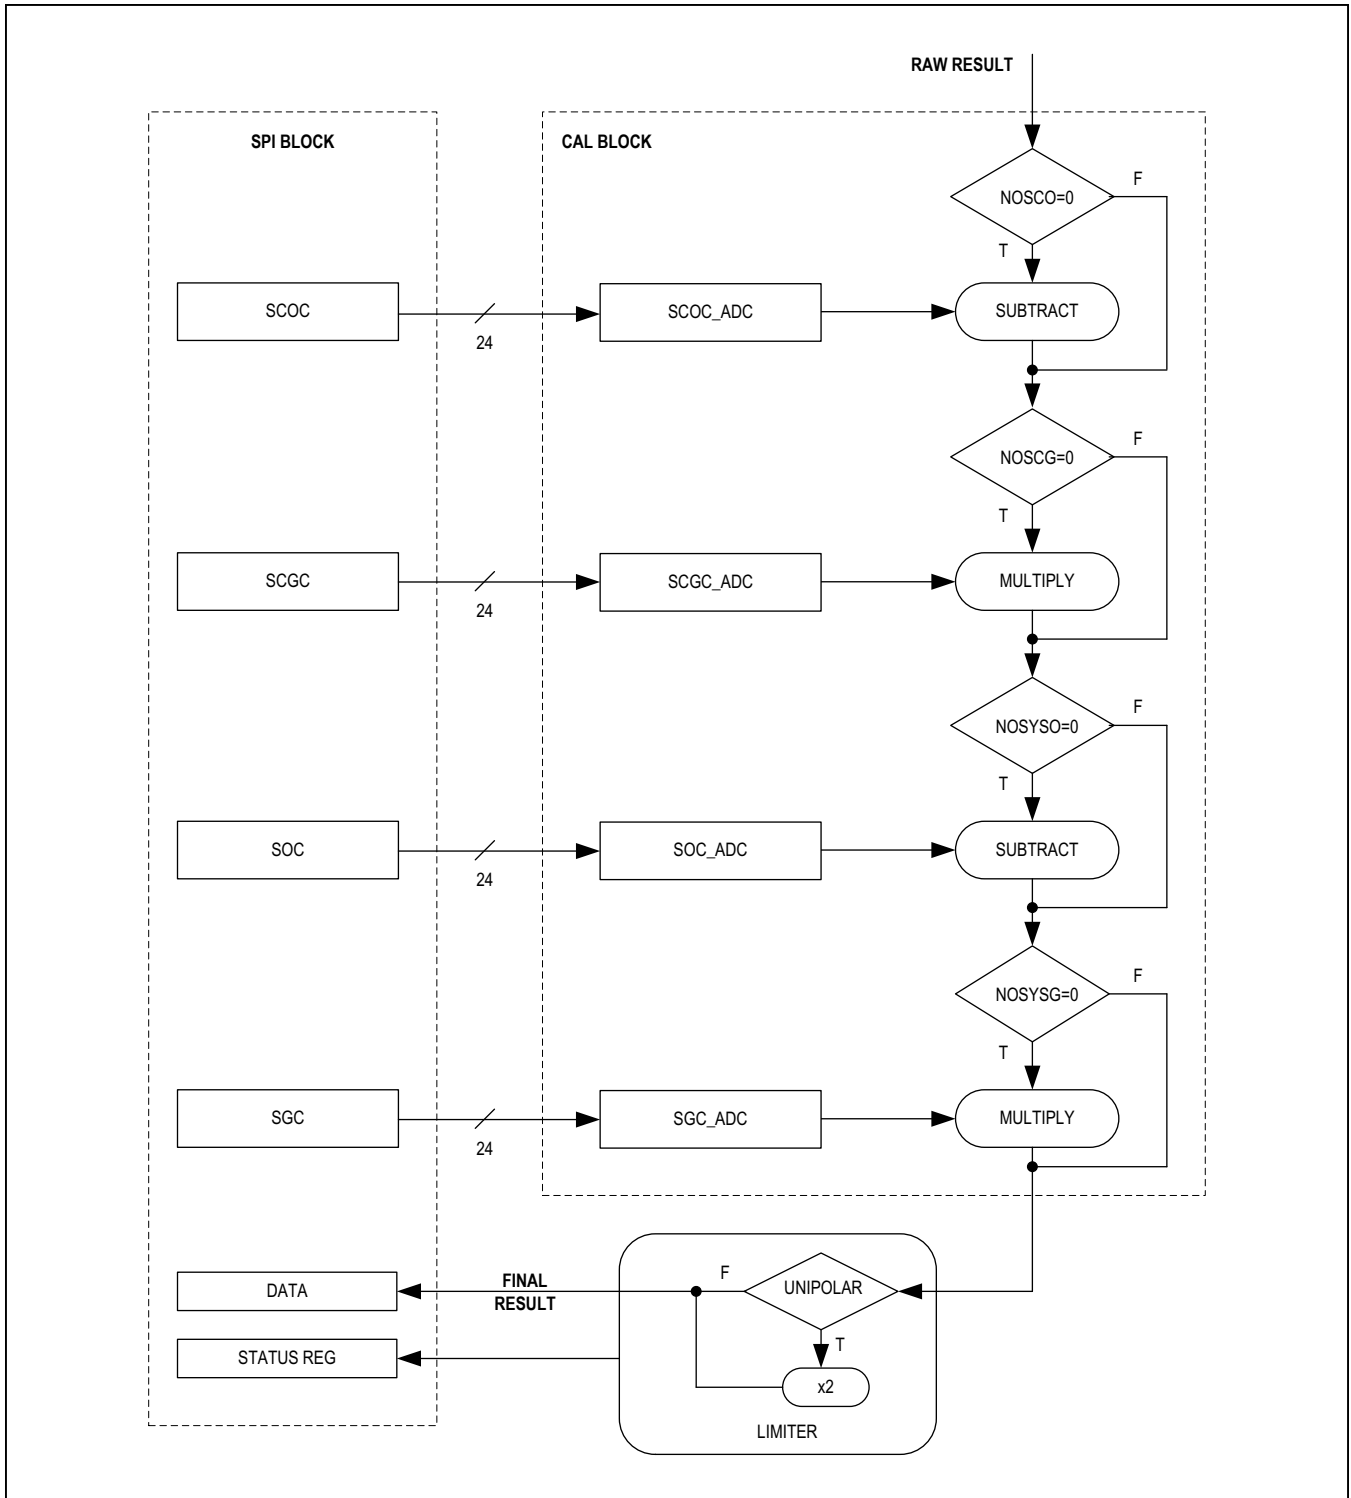 RAW RESULT
SPI BLOCK
CAL BLOCK
NOSCO=0
F
T
SCOC
24
SCOC_ADC
SUBTRACT
NOSCG=0
F
T
SCGC
24
SCGC_ADC
MULTIPLY
NOSYSO=0
F
T
SOC
24
SOC_ADC
SUBTRACT
NOSYSG=0
F
T
SGC
24
SGC_ADC
MULTIPLY
DATA
FINAL
RESULT
F
UNIPOLAR
T
STATUS REG
x2
LIMITER